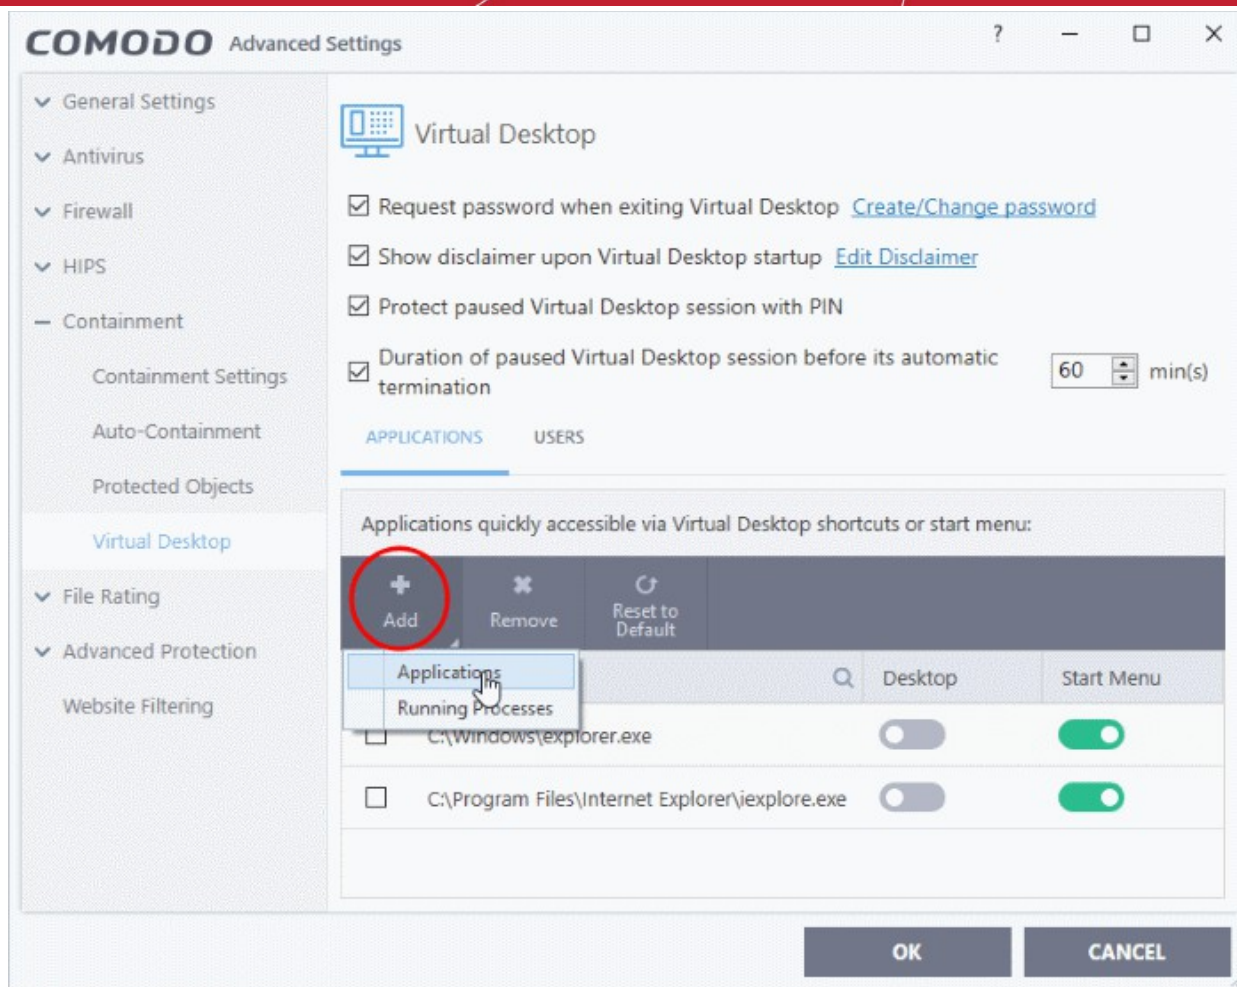 COMODO Advanced Settings ?
General Settings
Antivirus
Firewall
HIPS
Containment
Containment Settings
Auto-Containment
Protected Objects
Virtual Desktop
File Rating
Advanced Protection
Website Filtering
Virtual Desktop
Request password when exiting Virtual Desktop Create/Change password
Show disclaimer upon Virtual Desktop startup Edit Disclaimer
Protect paused Virtual Desktop session with PIN
Duration of paused Virtual Desktop session before its automatic
termination
60 min(s)
APPLICATIONS USERS
Applications quickly accessible via Virtual Desktop shortcuts or start menu:
Add Remove Reset to
Default
Applications
Running Processes
Desktop Start Menu
C:\Windows\explorer.exe
C:\Program Files\Internet Explorer\iexplore.exe
OK CANCEL